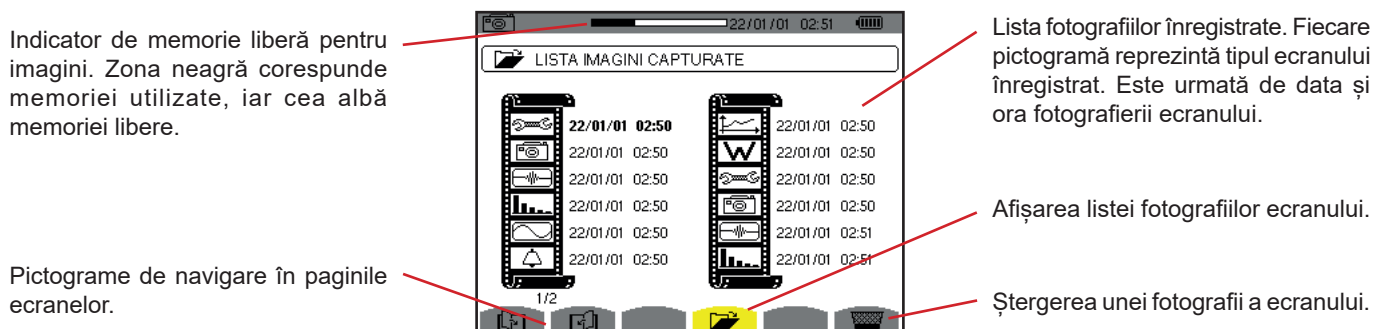 Indicator de memorie liberă pentru
imagini. Zona neagră corespunde
memoriei utilizate, iar cea albă
memoriei libere.
Pictograme de navigare în paginile
ecranelor.
22/01/01 02:51
LISTA IMAGINI CAPTURATE
22/01/01 02:50
22/01/01 02:50
22/01/01 02:50
22/01/01 02:50
22/01/01 02:50
22/01/01 02:50
22/01/01 02:50
22/01/01 02:50
22/01/01 02:50
22/01/01 02:50
22/01/01 02:51
22/01/01 02:51
1/2
Lista fotografiilor înregistrate. Fiecare
pictogramă reprezintă tipul ecranului
înregistrat. Este urmată de data și
ora fotografierii ecranului.
Afișarea listei fotografiilor ecranului.
Ștergerea unei fotografii a ecranului.